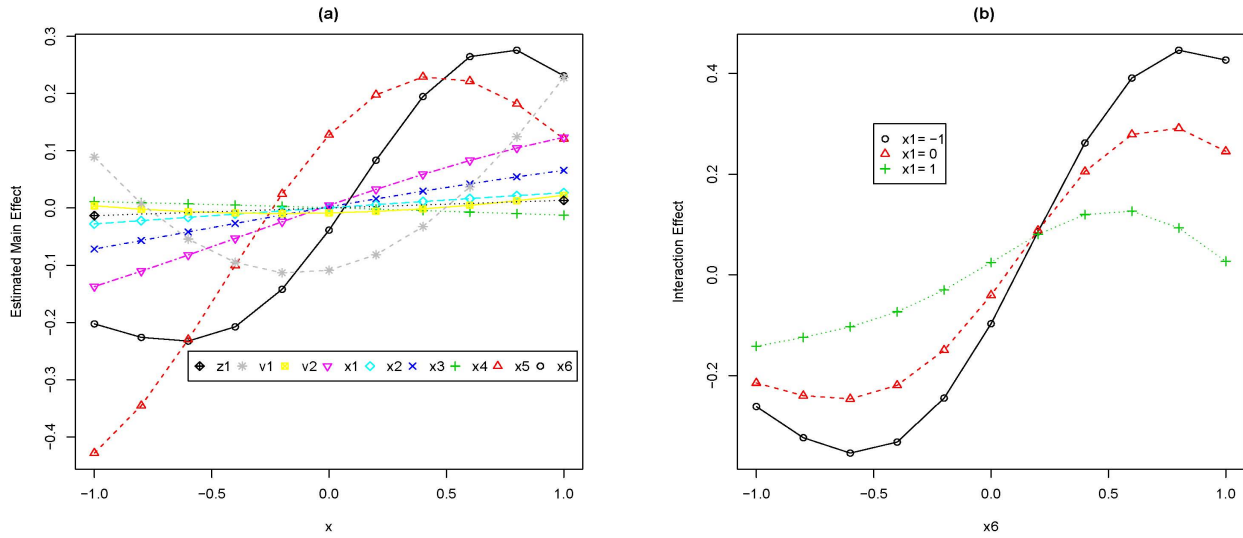 (a)
Estimated Main Effect
0.3
0.2
0.1
0.0
−0.1
−0.2
−0.3
−0.4
z1 v1 v2 x1 x2 x3 x4 x5 x6
−1.0 −0.5 0.0 0.5 1.0
x
(b)
Interaction Effect
0.4
0.2
0.0
−0.2
x1= −1
x1= 0
x1= 1
−1.0 −0.5 0.0 0.5 1.0
x6